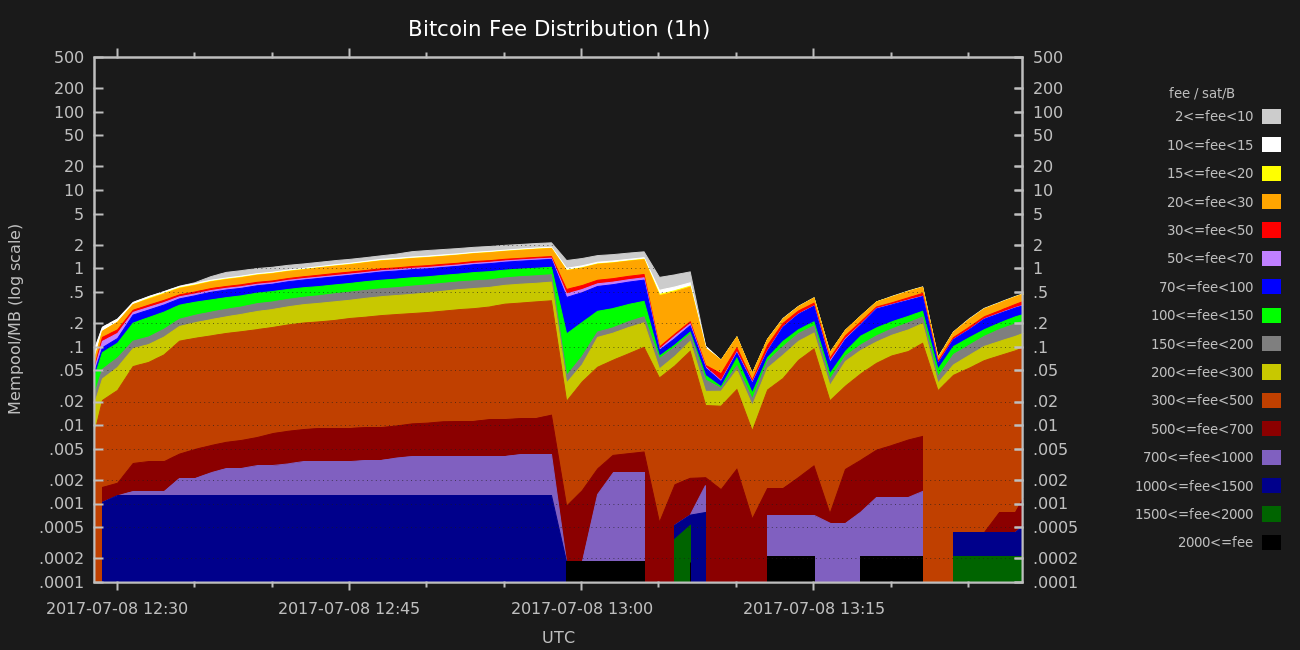 Bitcoin Fee Distribution (1h)
500 500
200 200
100 100
50 50
20 20
10 10
5 5
2 2
1 1
.5 .5
.2 .2
.1 .1
.05 .05
.02 .02
.01 .01
.005 .005
.002 .002
.001 .001
.0005 .0005
.0002 .0002
.0001 .0001
Mempool/MB (log scale)
2017-07-08 12:30 2017-07-08 12:45 2017-07-08 13:00 2017-07-08 13:15
UTC
fee / sat/B
2<=fee<10
10<=fee<15
15<=fee<20
20<=fee<30
30<=fee<50
50<=fee<70
70<=fee<100
100<=fee<150
150<=fee<200
200<=fee<300
300<=fee<500
500<=fee<700
700<=fee<1000
1000<=fee<1500
1500<=fee<2000
2000<=fee